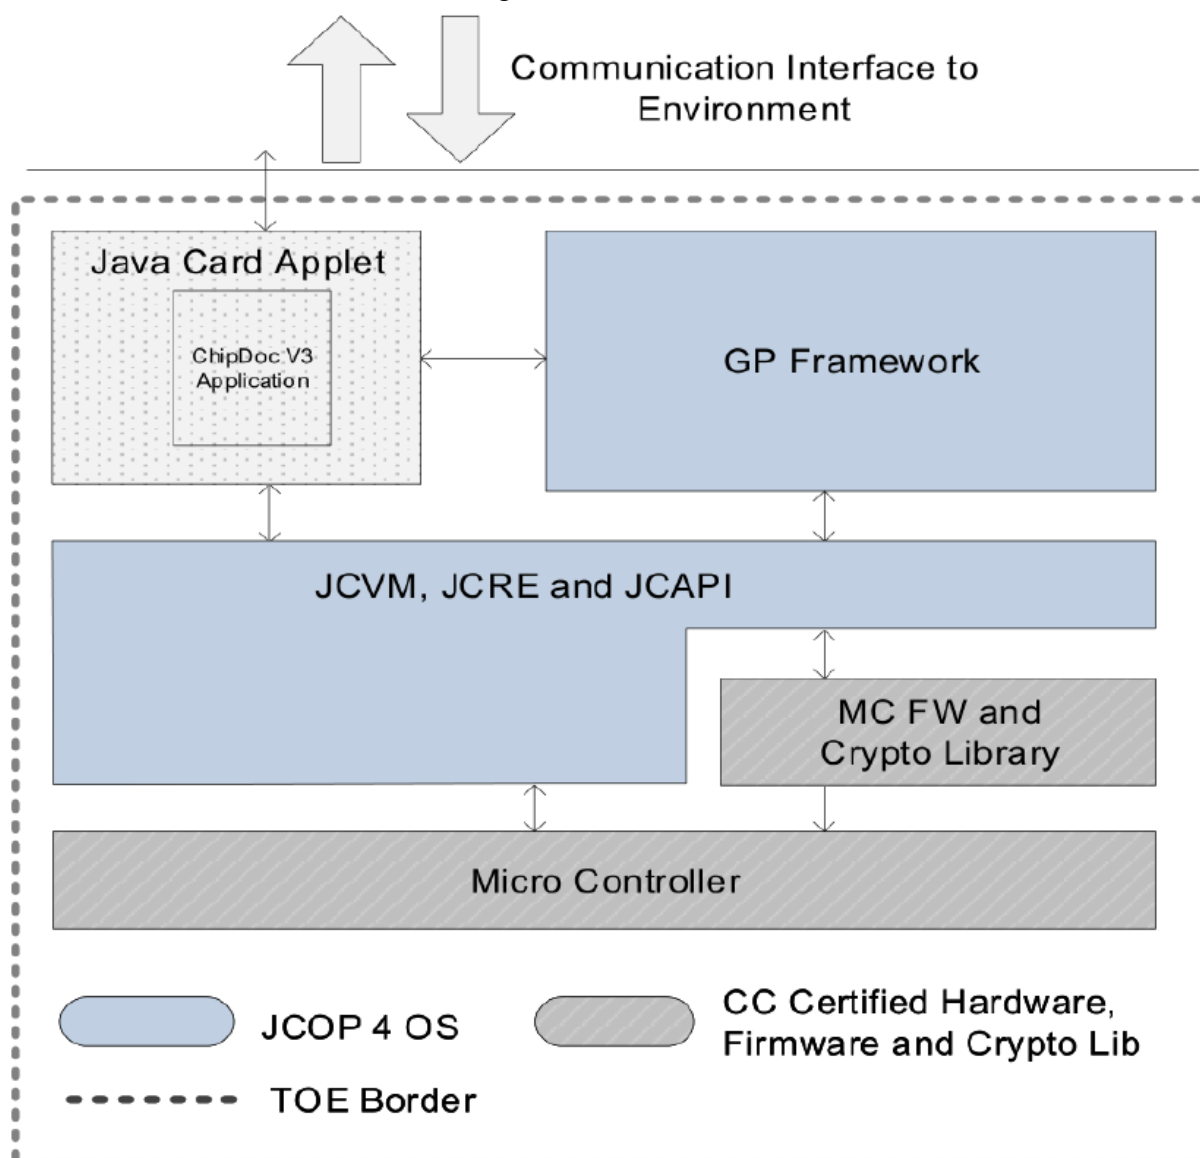 Communication Interface to
Environment
Java Card Applet
ChipDoc V3
Application
GP Framework
JCVM, JCRE and JCAPI
MC FW and
Crypto Library
Micro Controller
JCOP 4 OS
CC Certified Hardware,
Firmware and Crypto Lib
TOE Border